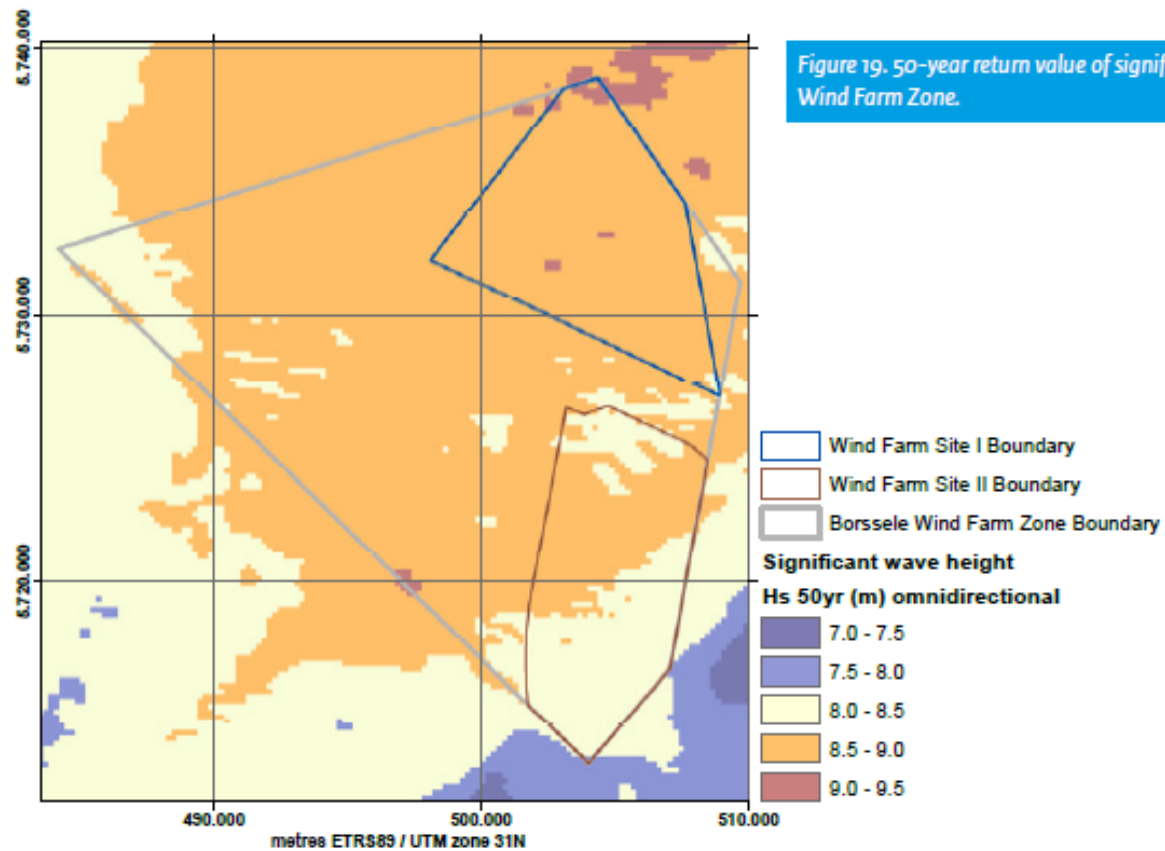 Figure 19. 50-year return value of signif
Wind Farm Zone.
5.740.000
5.730.000
5.720.000
490.000
500.000
510.000
metres ETRS89 / UTM zone 31N
Wind Farm Site I Boundary
Wind Farm Site II Boundary
Borssele Wind Farm Zone Boundary
Significant wave height
Hs 50yr (m) omnidirectional
7.0 - 7.5
7.5 - 8.0
8.0 - 8.5
8.5 - 9.0
9.0 - 9.5